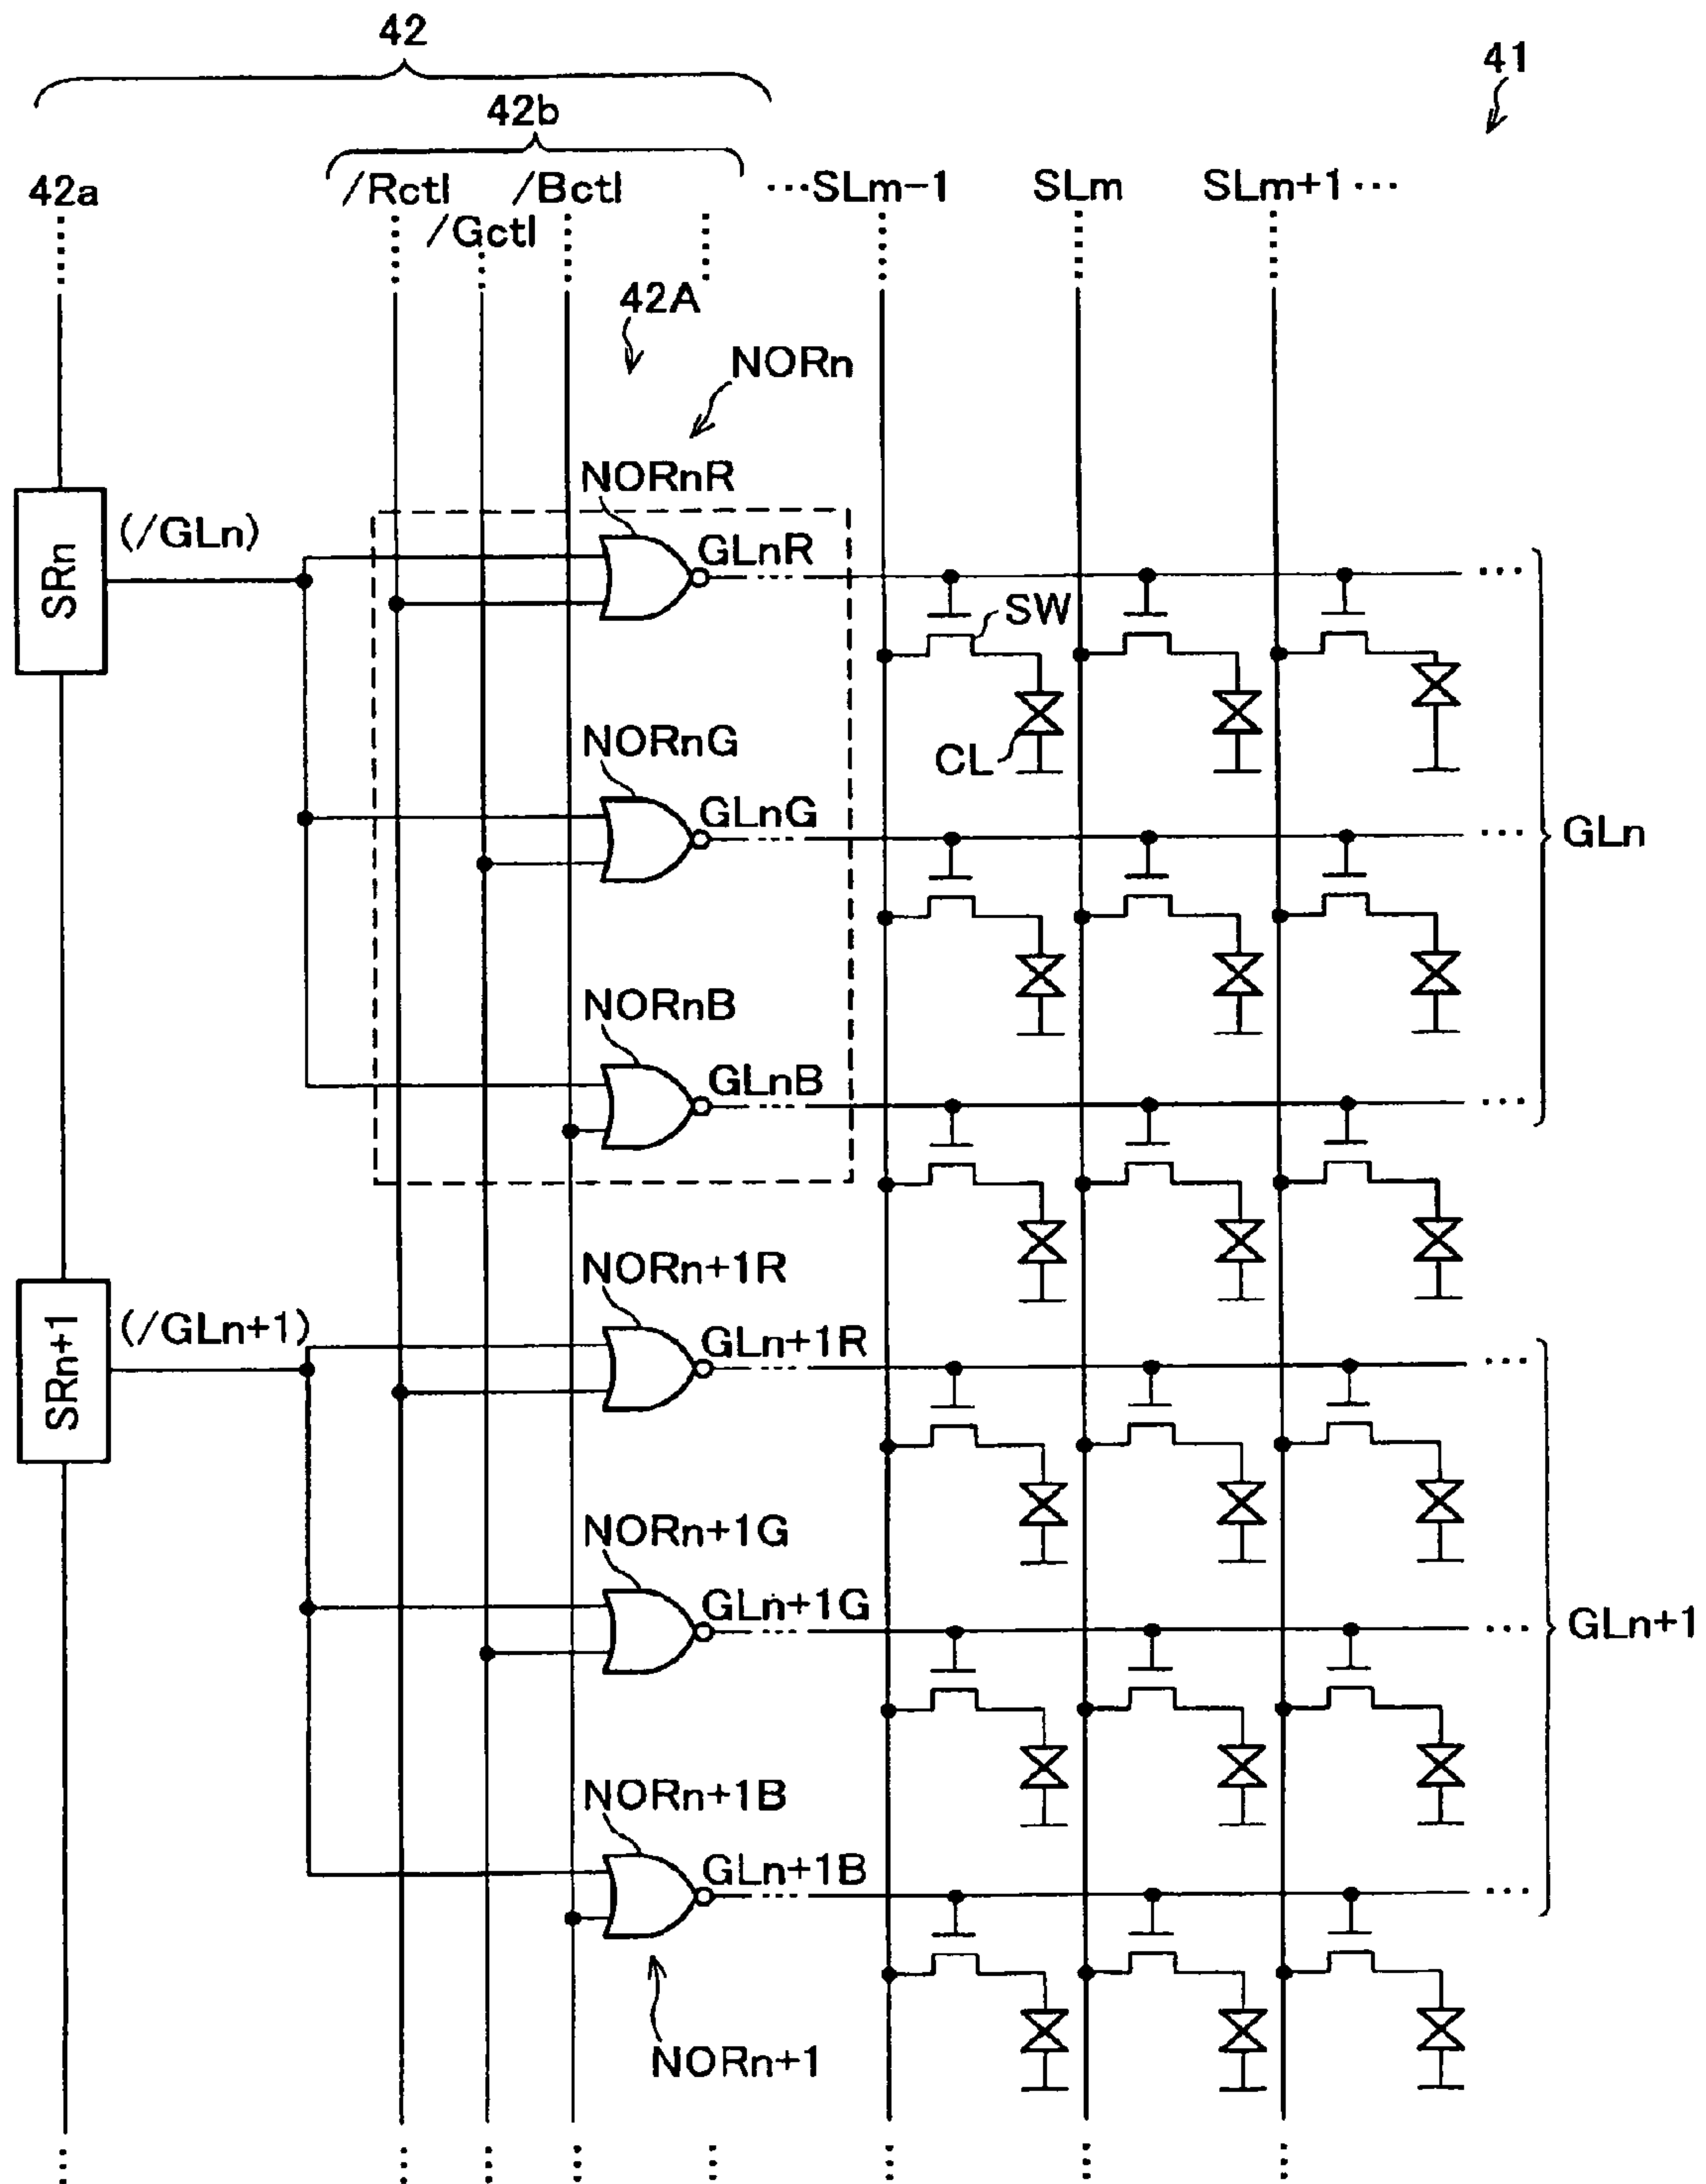 42
41
42b
42a
/Rctl
/Bctl
···SLm-1
SLm
SLm+1···
/Gctl
42A
NORn
NORnR
SRn
(/GLn)
GLnR
SW
CL
NORnG
GLnG
GLn
NORnB
GLnB
NORn+1R
SRn+1
(/GLn+1)
GLn+1R
NORn+1G
GLn+1G
GLn+1
NORn+1B
GLn+1B
NORn+1